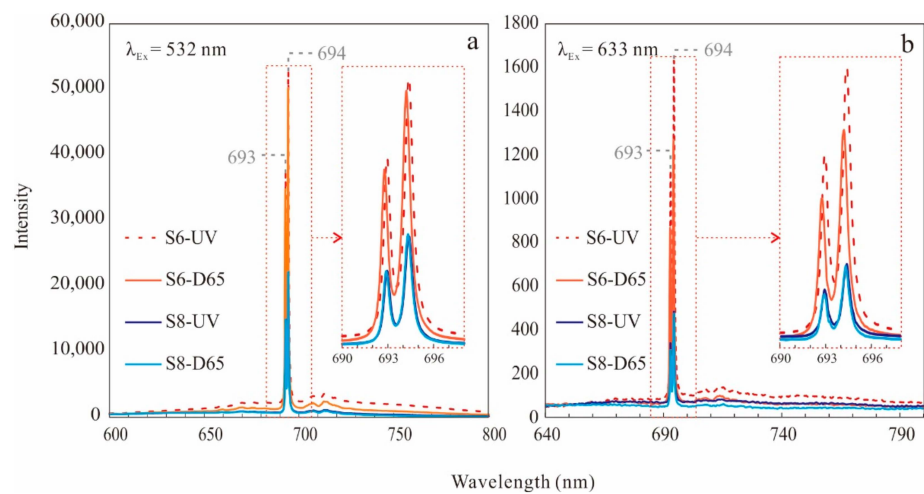 λEx = 532 nm
a
694
693
S6-UV
S6-D65
S8-UV
S8-D65
690 693 696
60,000
50,000
40,000
30,000
20,000
10,000
0
600 650 700 750 800
Intensity
λEx = 633 nm
b
694
693
S6-UV
S6-D65
S8-UV
S8-D65
690 693 696
1800
1600
1400
1200
1000
800
600
400
200
0
640 690 740 790
Wavelength (nm)